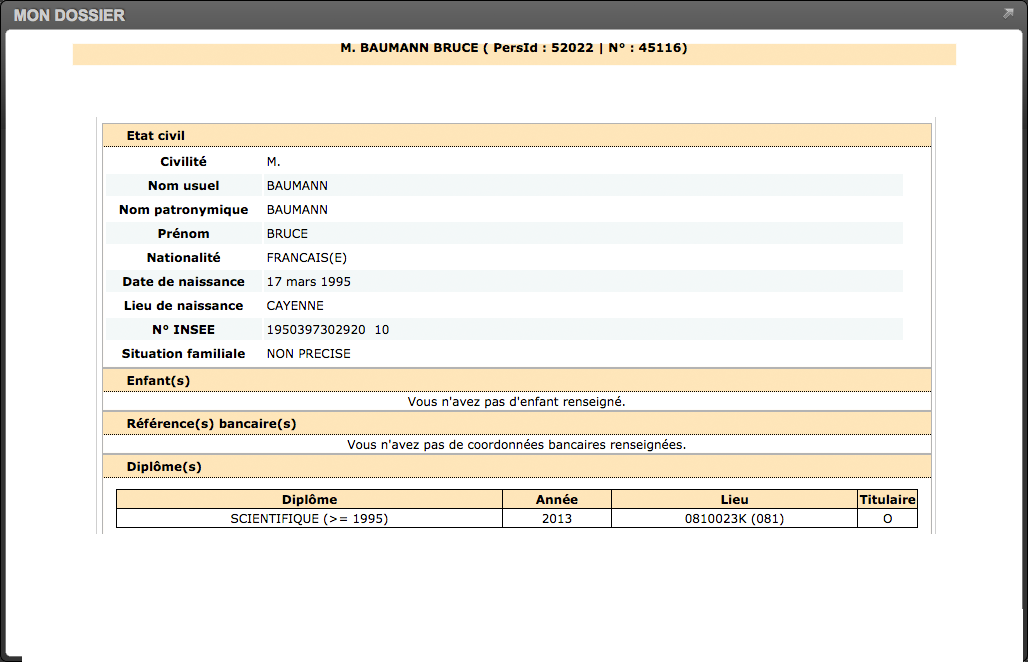 MON DOSSIER
M. BAUMANN BRUCE ( PersId : 52022 | N° : 45116)
Etat civil
Civilité M.
Nom usuel BAUMANN
Nom patronymique BAUMANN
Prénom BRUCE
Nationalité FRANCAIS(E)
Date de naissance 17 mars 1995
Lieu de naissance CAYENNE
N° INSEE 1950397302920 10
Situation familiale NON PRECISE
Enfant(s)
Vous n'avez pas d'enfant renseigné.
Référence(s) bancaire(s)
Vous n'avez pas de coordonnées bancaires renseignées.
Diplôme(s)
Diplôme Année Lieu Titulaire
SCIENTIFIQUE (>= 1995) 2013 0810023K (081) O